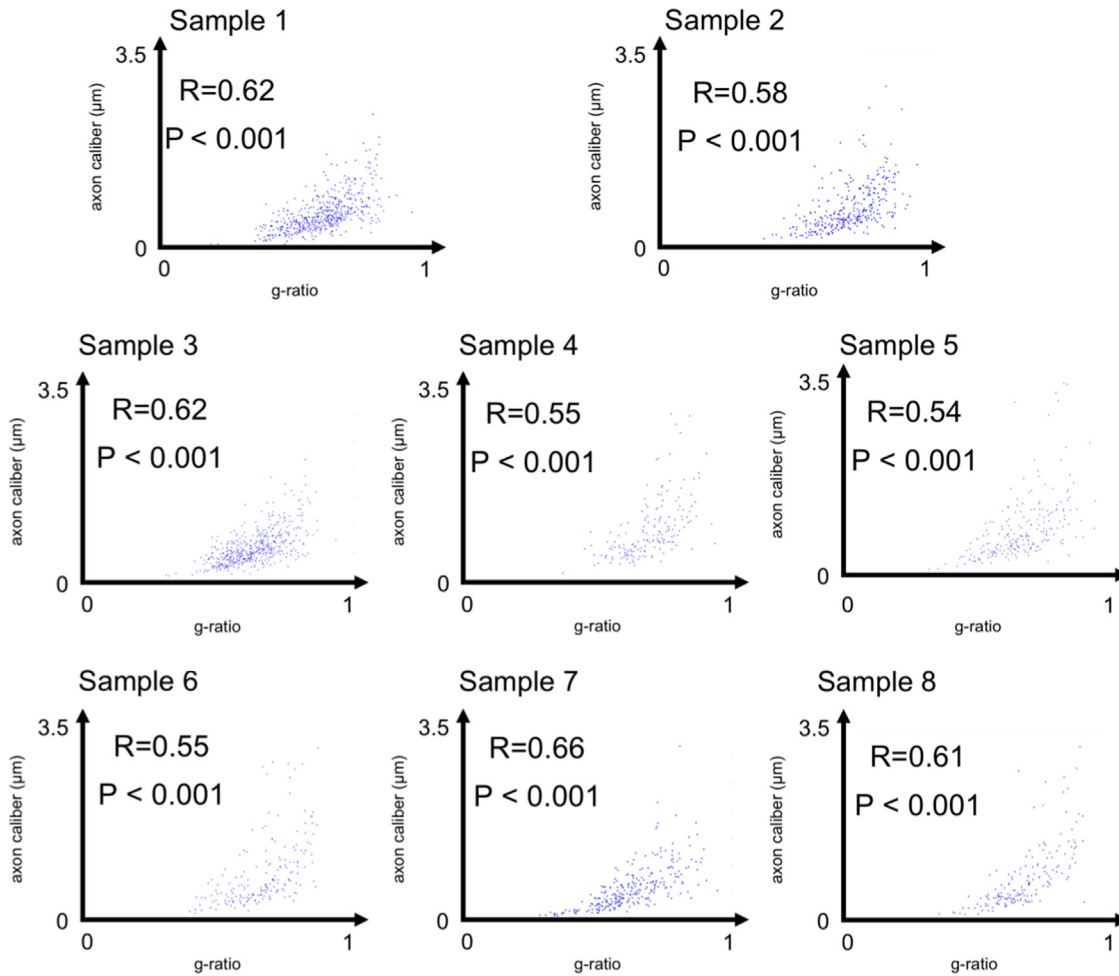 Sample 1
3.5
R=0.62
P < 0.001
axon caliber (µm)
0
0
1
g-ratio
Sample 2
3.5
R=0.58
P < 0.001
axon caliber (µm)
0
0
1
g-ratio
Sample 3
3.5
R=0.62
P < 0.001
axon caliber (µm)
0
0
1
g-ratio
Sample 4
3.5
R=0.55
P < 0.001
axon caliber (µm)
0
0
1
g-ratio
Sample 5
3.5
R=0.54
P < 0.001
axon caliber (µm)
0
0
1
g-ratio
Sample 6
3.5
R=0.55
P < 0.001
axon caliber (µm)
0
0
1
g-ratio
Sample 7
3.5
R=0.66
P < 0.001
axon caliber (µm)
0
0
1
g-ratio
Sample 8
3.5
R=0.61
P < 0.001
axon caliber (µm)
0
0
1
g-ratio